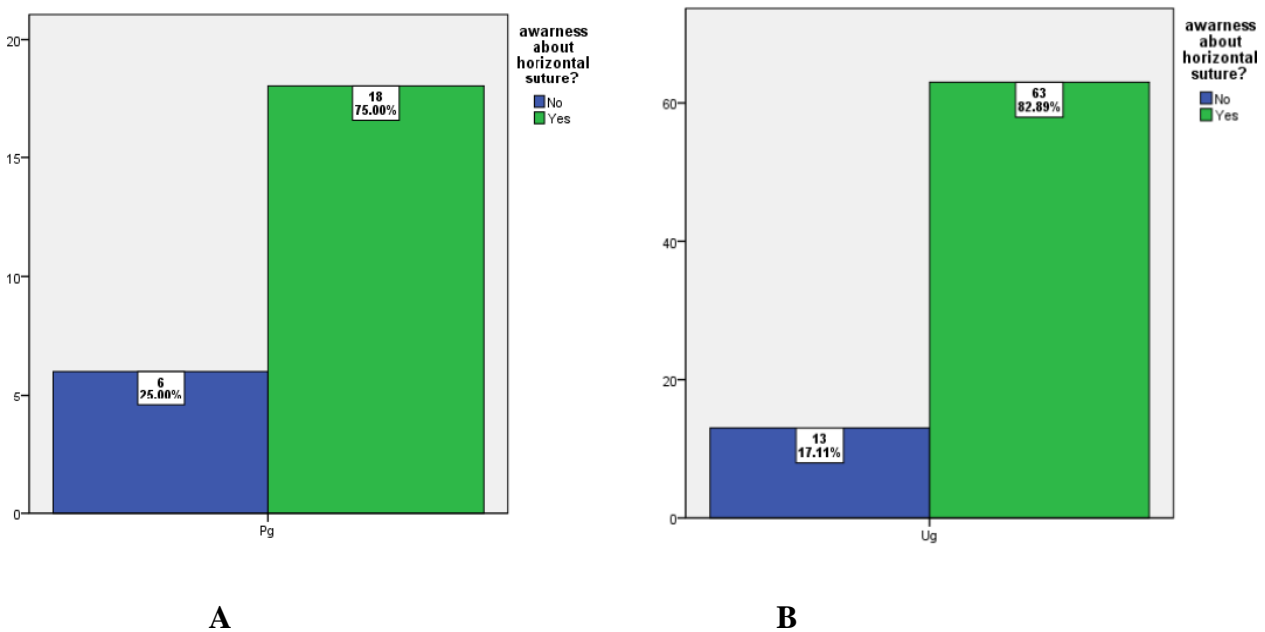 20
15
10
5
0
6
25.00%
18
75.00%
Pg
awarness
about
horizontal
suture?
No
Yes
A
60
40
20
0
13
17.11%
63
82.89%
Ug
awarness
about
horizontal
suture?
No
Yes
B